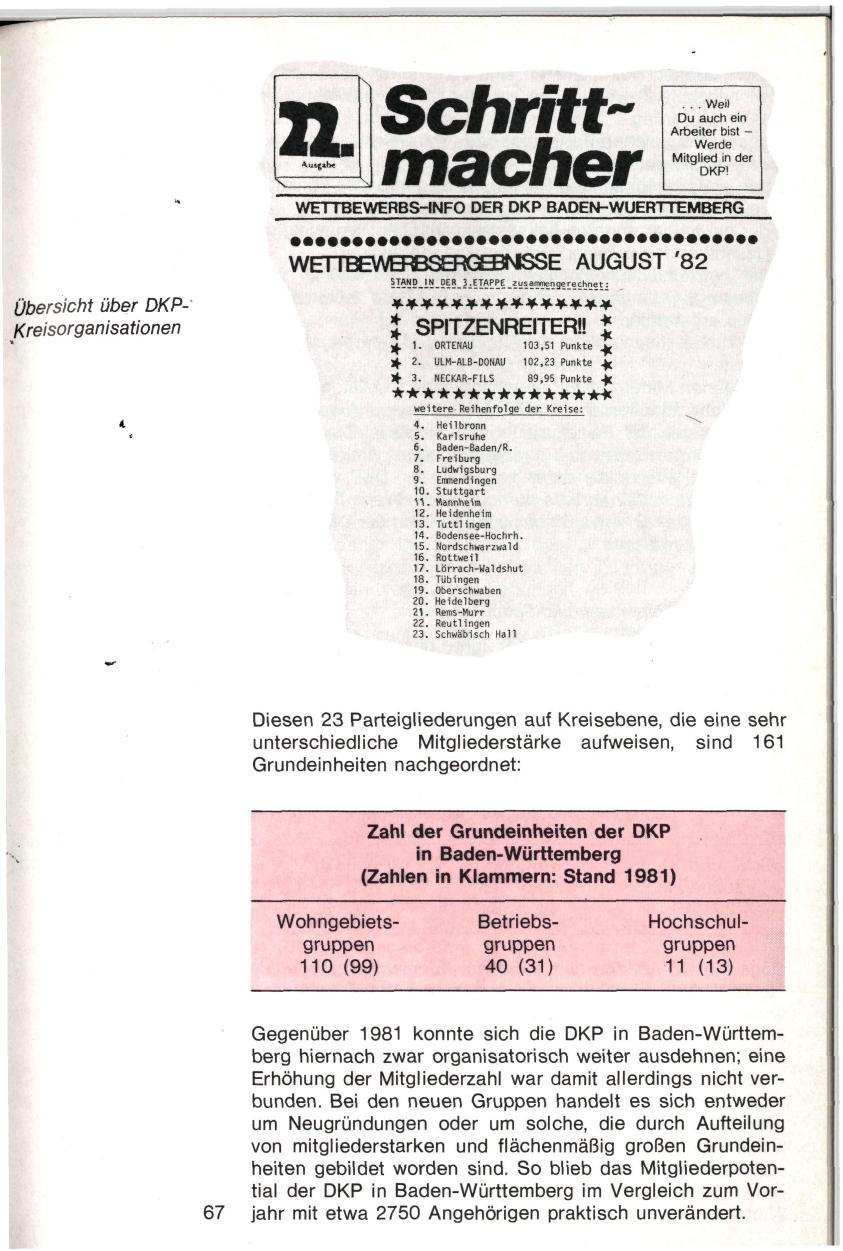 22.
Ausgabe
Schritt-
macher
. . . Weil
Du auch ein
Arbeiter bist –
Werde
Mitglied in der
DKP!
WETTBEWERBS-INFO DER DKP BADEN-WUERTTEMBERG
WETTBEWERBSERGEBNISSE AUGUST '82
STAND IN DER 3.ETAPPE zusammengerechnet:
SPITZENREITER!!
1. ORTENAU 103,51 Punkte
2. ULM-ALB-DONAU 102,23 Punkte
3. NECKAR-FILS 89,95 Punkte
weitere Reihenfolge der Kreise:
4. Heilbronn
5. Karlsruhe
6. Baden-Baden/R.
7. Freiburg
8. Ludwigsburg
9. Emmendingen
10. Stuttgart
11. Mannheim
12. Heidenheim
13. Tuttlingen
14. Bodensee-Hochrh.
15. Nordschwarzwald
16. Rottweil
17. Lörrach-Waldshut
18. Tübingen
19. Oberschwaben
20. Heidelberg
21. Rems-Murr
22. Reutlingen
23. Schwäbisch Hall
Übersicht über DKP-
Kreisorganisationen
Diesen 23 Parteigliederungen auf Kreisebene, die eine sehr
unterschiedliche Mitgliederstärke aufweisen, sind 161
Grundeinheiten nachgeordnet:
Zahl der Grundeinheiten der DKP
in Baden-Württemberg
(Zahlen in Klammern: Stand 1981)
Wohngebiets- Betriebs- Hochschul-
gruppen gruppen gruppen
110 (99) 40 (31) 11 (13)
Gegenüber 1981 konnte sich die DKP in Baden-Württem-
berg hiernach zwar organisatorisch weiter ausdehnen; eine
Erhöhung der Mitgliederzahl war damit allerdings nicht ver-
bunden. Bei den neuen Gruppen handelt es sich entweder
um Neugründungen oder um solche, die durch Aufteilung
von mitgliederstarken und flächenmäßig großen Grundein-
heiten gebildet worden sind. So blieb das Mitgliederpoten-
tial der DKP in Baden-Württemberg im Vergleich zum Vor-
jahr mit etwa 2750 Angehörigen praktisch unverändert.
67